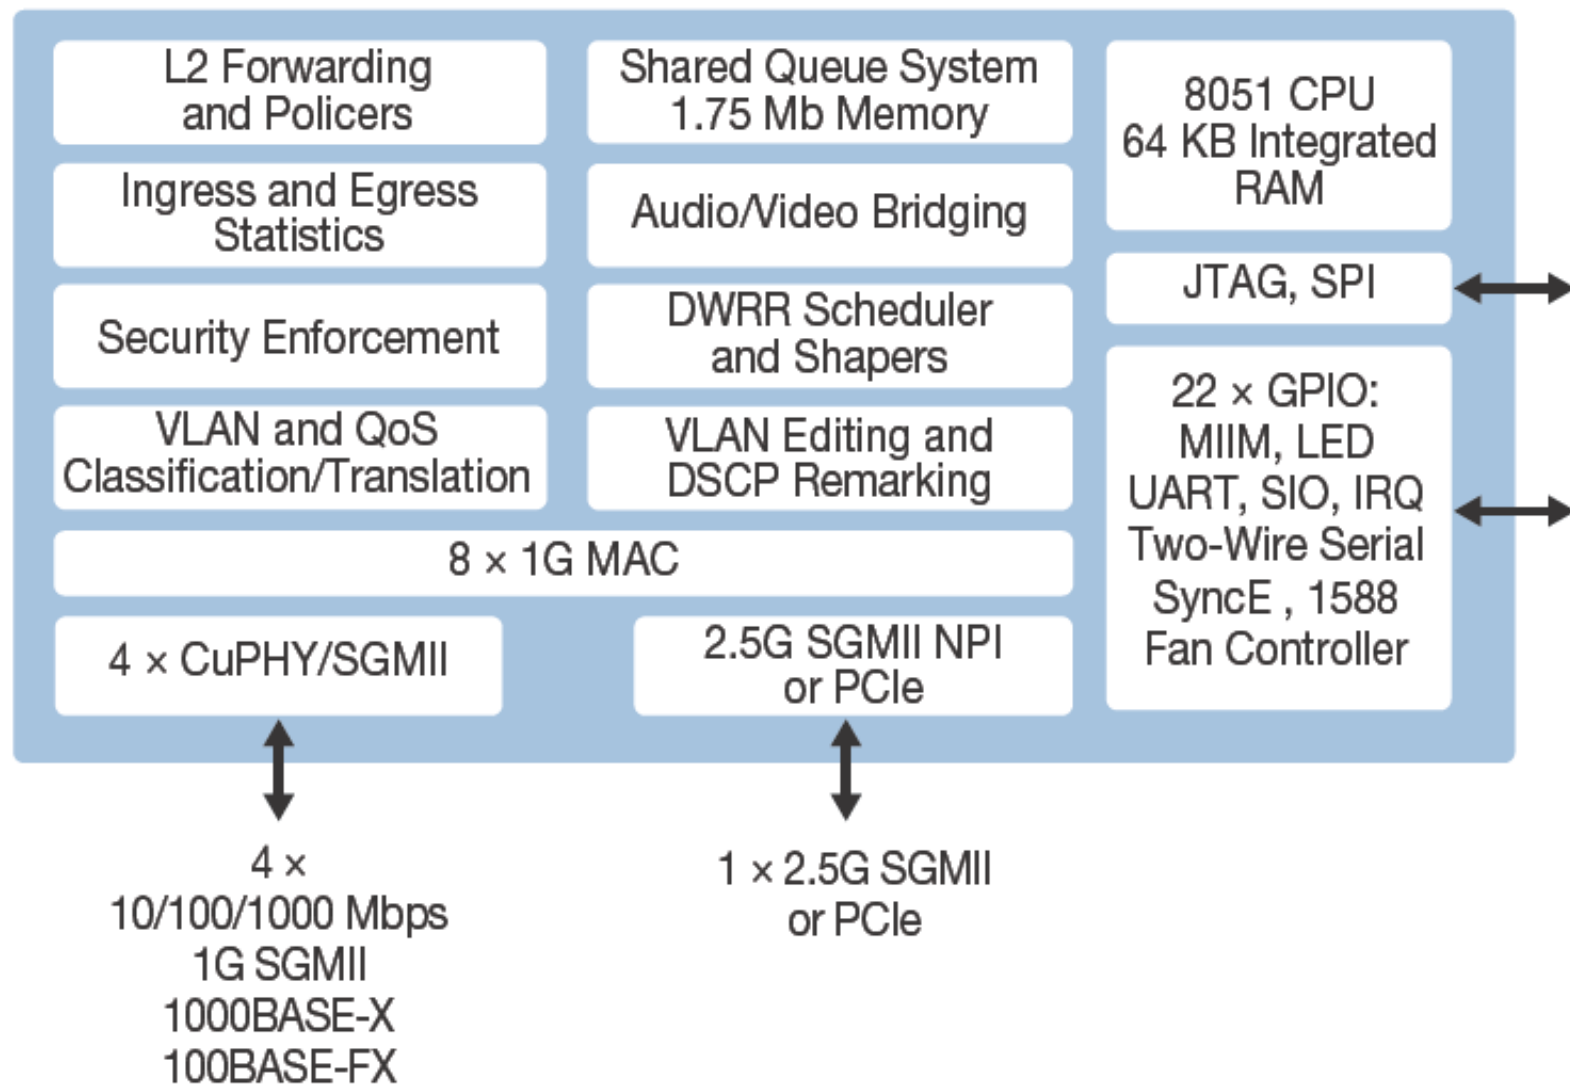 L2 Forwarding
and Policers
Shared Queue System
1.75 Mb Memory
8051 CPU
64 KB Integrated
RAM
Ingress and Egress
Statistics
Audio/Video Bridging
JTAG, SPI
Security Enforcement
DWRR Scheduler
and Shapers
22 × GPIO:
MIIM, LED
UART, SIO, IRQ
Two-Wire Serial
SyncE , 1588
Fan Controller
VLAN and QoS
Classification/Translation
VLAN Editing and
DSCP Remarking
8 × 1G MAC
4 × CuPHY/SGMII
2.5G SGMII NPI
or PCIe
4 ×
10/100/1000 Mbps
1G SGMII
1000BASE-X
100BASE-FX
1 × 2.5G SGMII
or PCIe